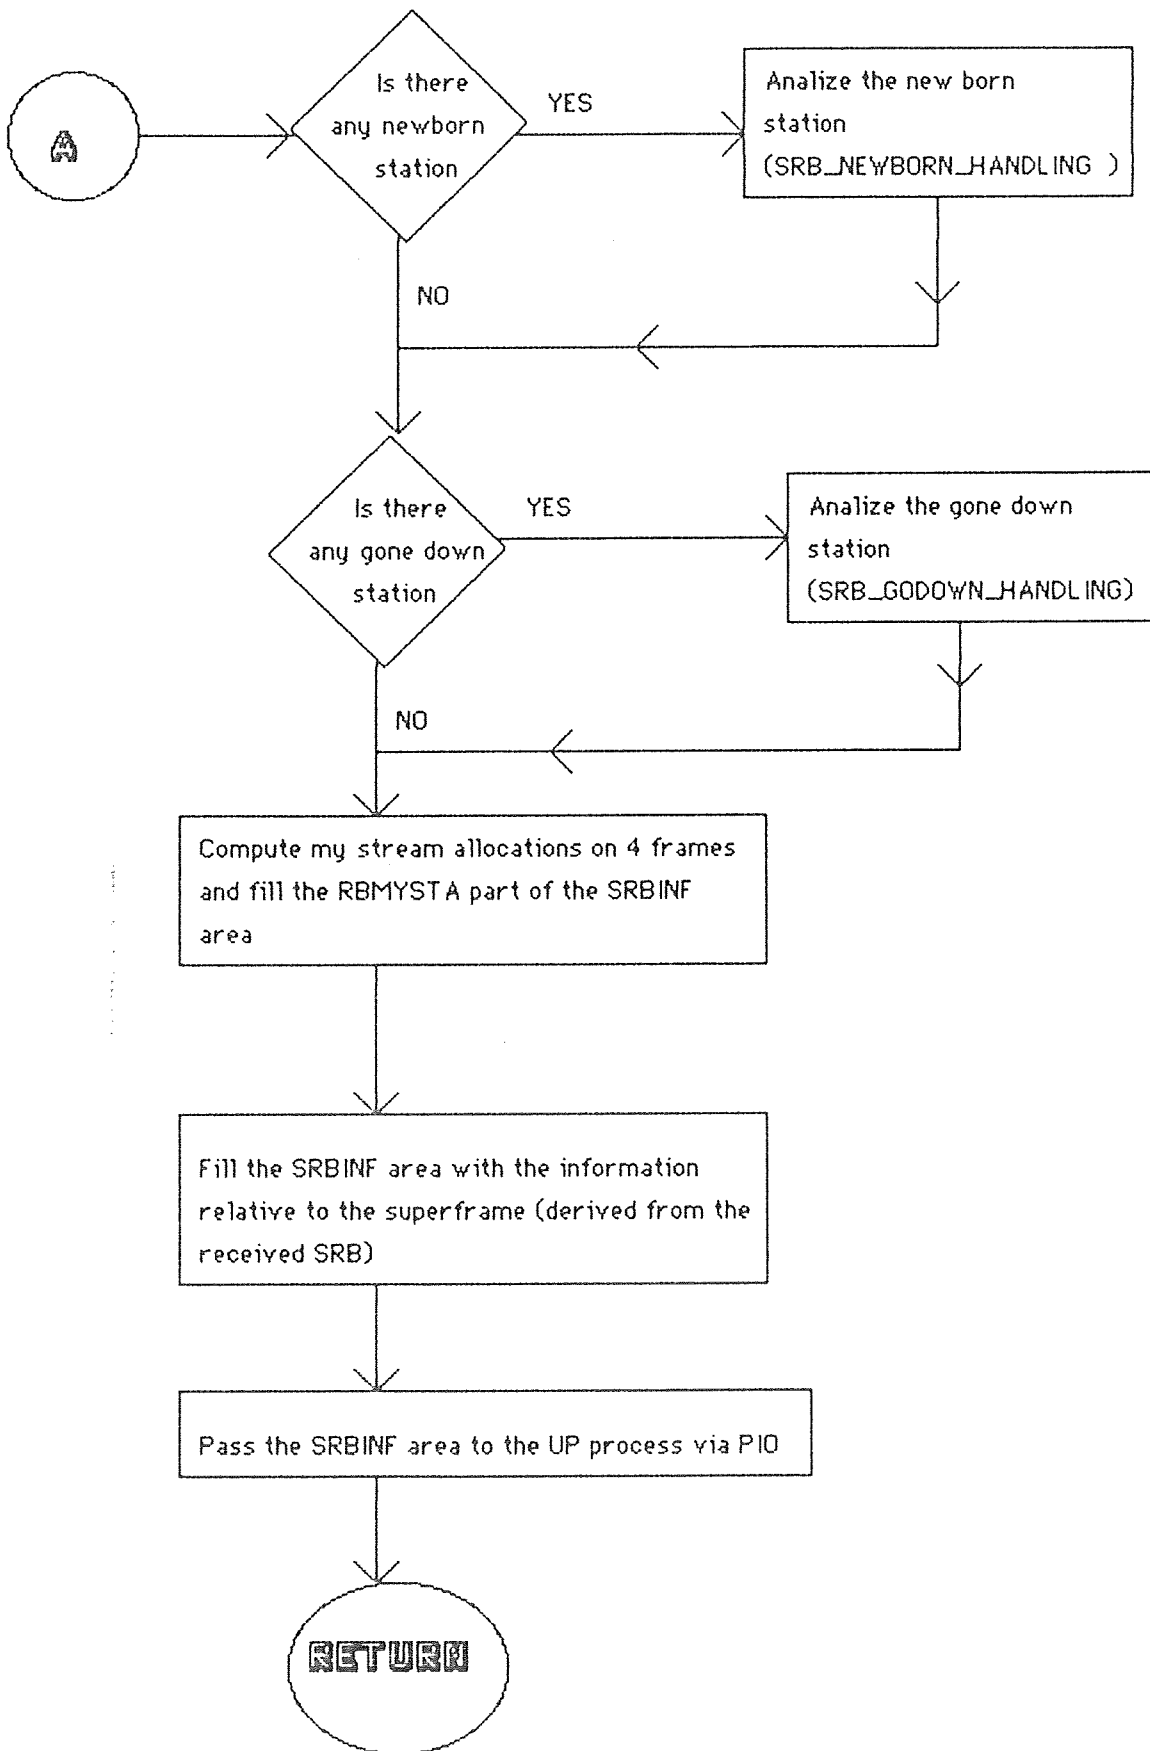 A
Is there
any newborn
station
YES
Analize the new born
station
(SRB_NEWBORN_HANDLING )
NO
Is there
any gone down
station
YES
Analize the gone down
station
(SRB_GODOWN_HANDLING)
NO
Compute my stream allocations on 4 frames
and fill the RBMYSTA part of the SRBINF
area
Fill the SRBINF area with the information
relative to the superframe (derived from the
received SRB)
Pass the SRBINF area to the UP process via PIO
RETURN